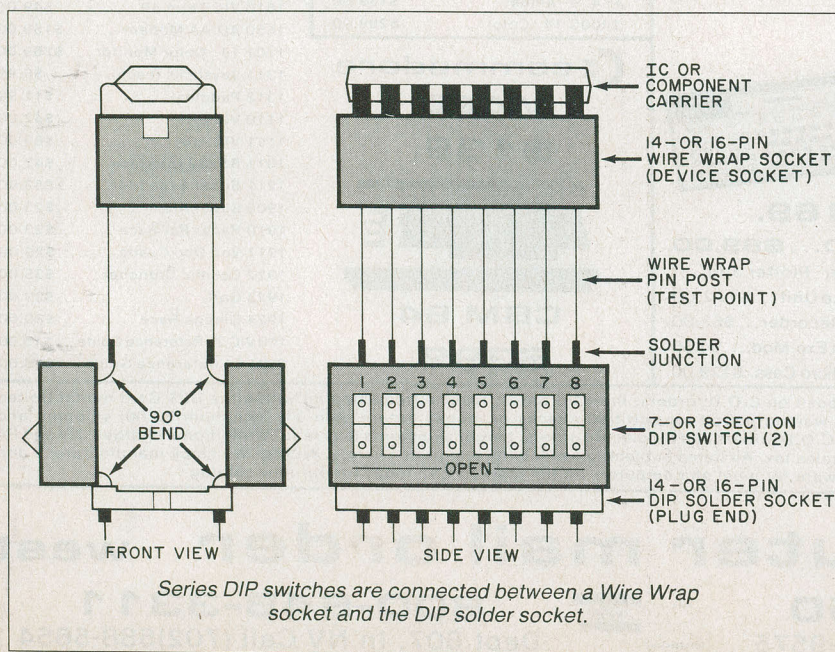 IC OR
COMPONENT
CARRIER
14-OR 16-PIN
WIRE WRAP SOCKET
(DEVICE SOCKET)
WIRE WRAP
PIN POST
(TEST POINT)
SOLDER
JUNCTION
1 2 3 4 5 6 7 8
90°
BEND
7-OR 8-SECTION
DIP SWITCH (2)
OPEN
14-OR 16-PIN
DIP SOLDER SOCKET
(PLUG END)
FRONT VIEW
SIDE VIEW
Series DIP switches are connected between a Wire Wrap
socket and the DIP solder socket.